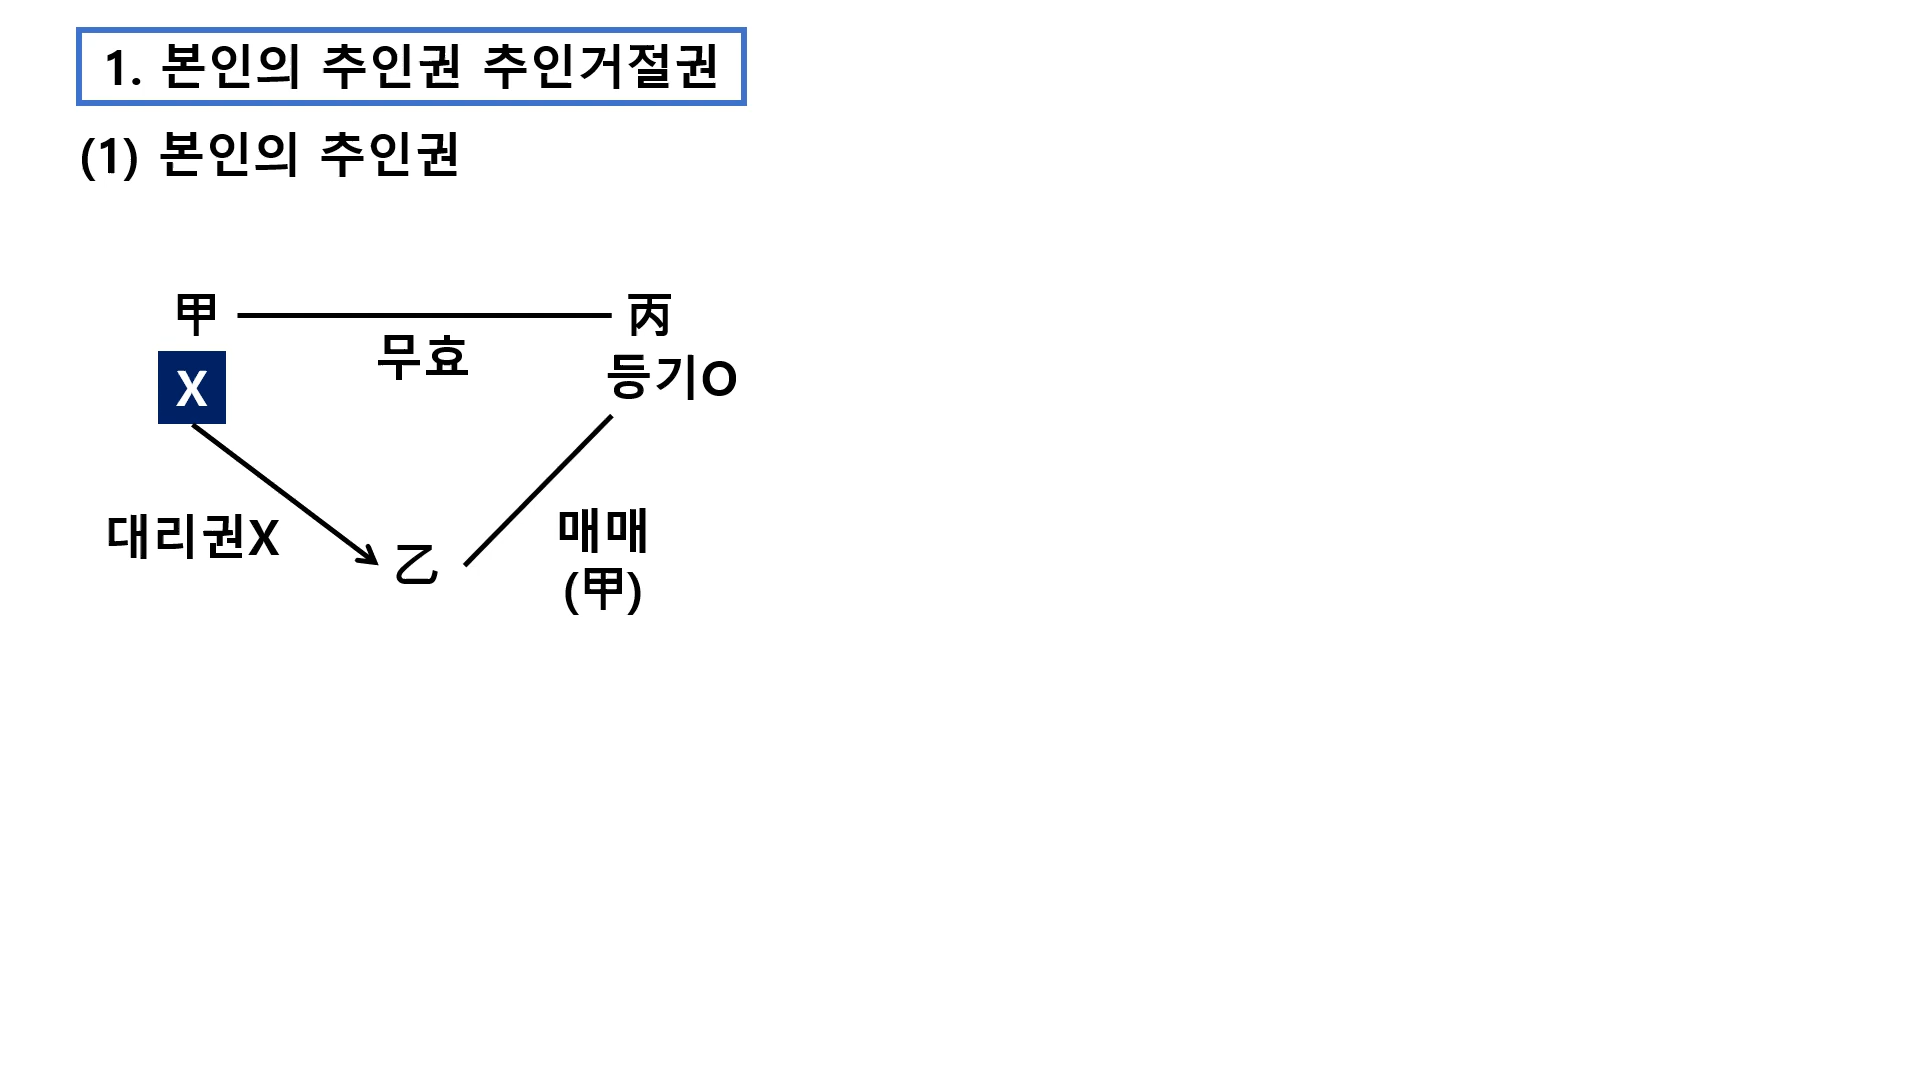 1. 본인의 추인권 추인거절권
(1) 본인의 추인권
甲
丙
무효
X
등기O
대리권X
乙
매매
(甲)